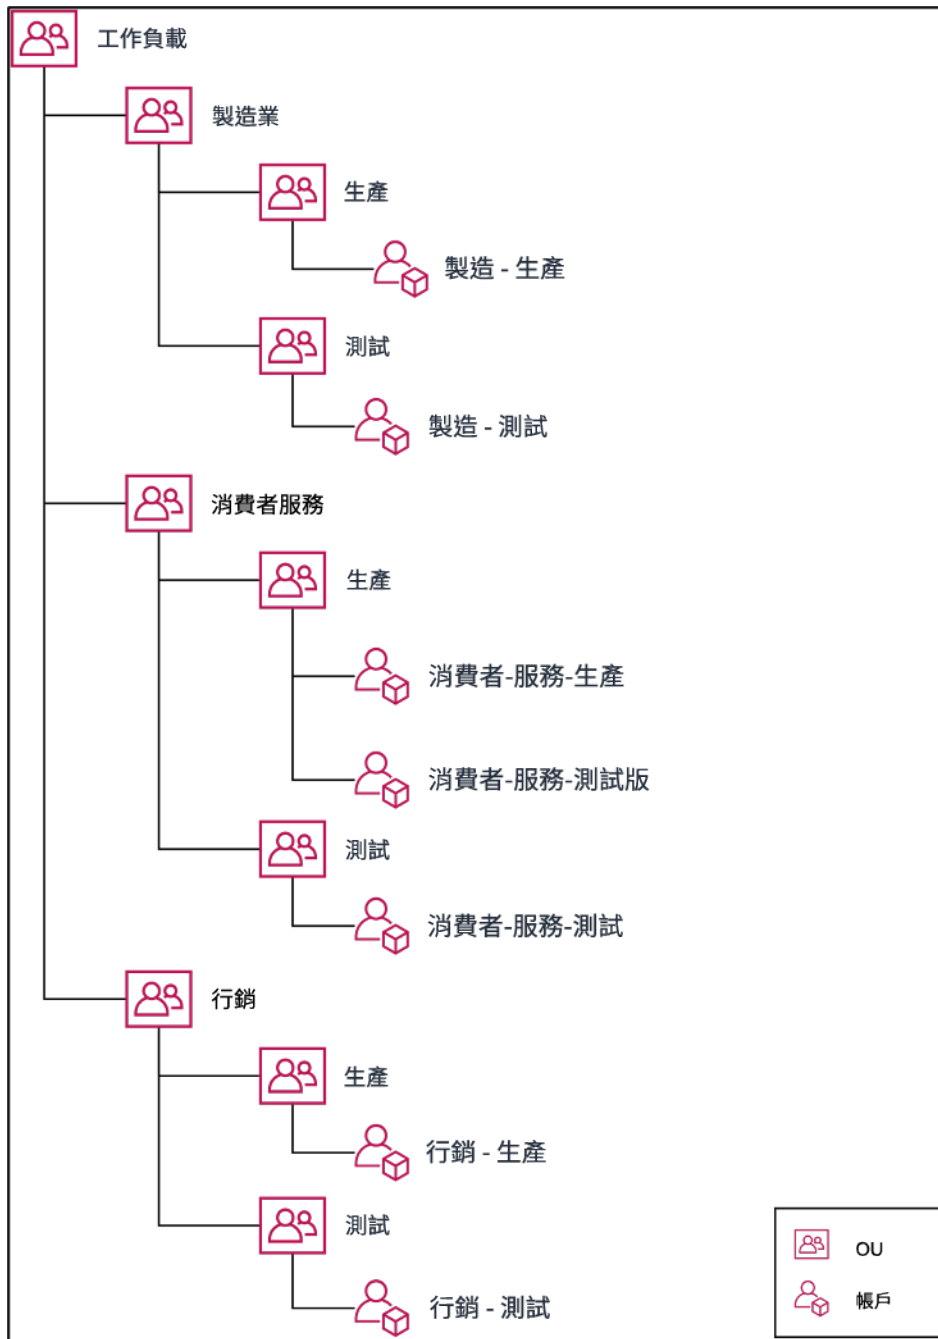 工作負載
製造業
生產
製造 - 生產
測試
製造 - 測試
消費者服務
生產
消費者-服務-生產
消費者-服務-測試版
測試
消費者-服務-測試
行銷
生產
行銷 - 生產
測試
行銷 - 測試
OU
帳戶